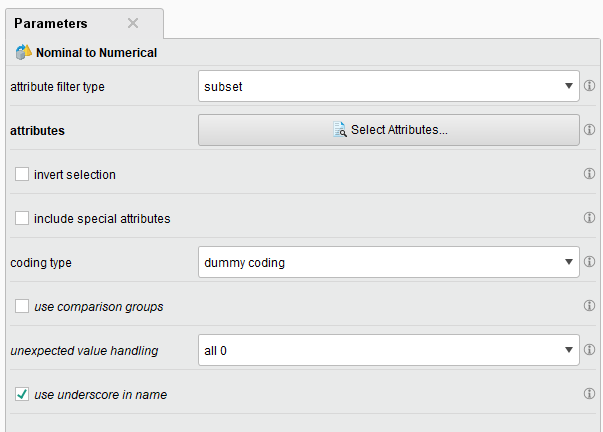 Parameters
Nominal to Numerical
attribute filter type subset
attributes Select Attributes...
invert selection
include special attributes
coding type dummy coding
use comparison groups
unexpected value handling all 0
use underscore in name